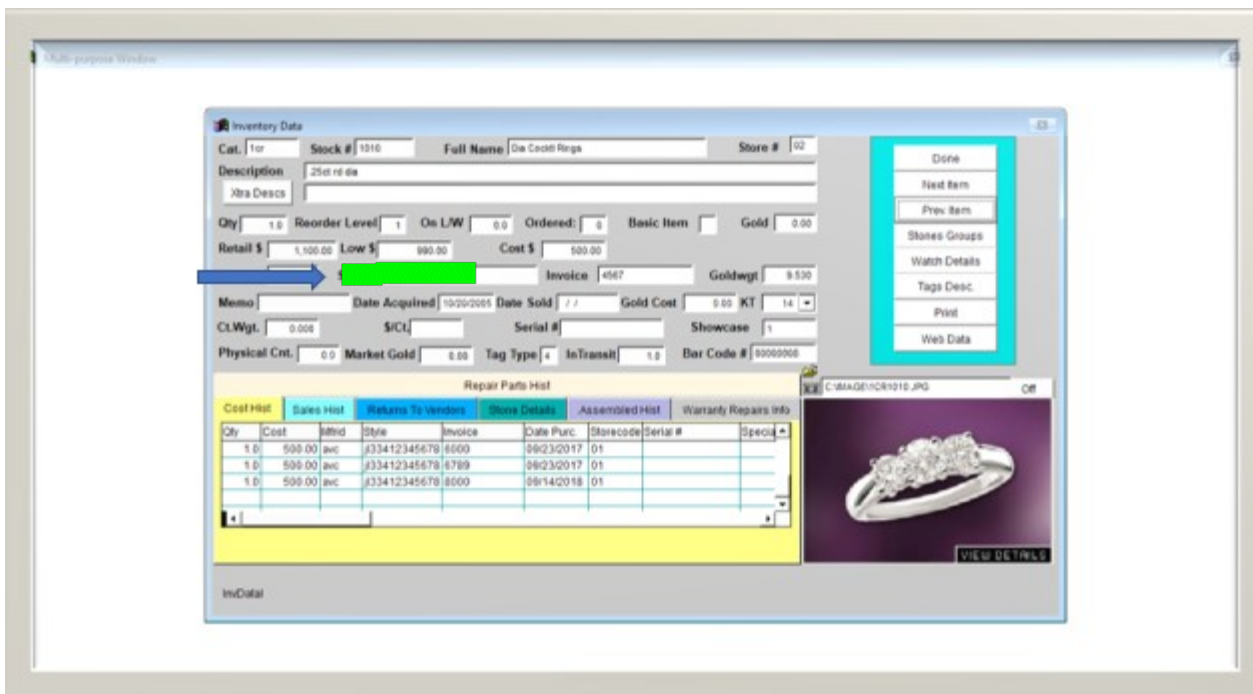 Multi-purpose Window
Inventory Data
Cat. 1cr Stock # 1010 Full Name Dia Cocktl Rings Store # 02
Description .25ct rd dia
Xtra Descs
Qty 1.0 Reorder Level 1 On L/W 0.0 Ordered: 0 Basic Item Gold 0.00
Retail $ 1,100.00 Low $ 990.00 Cost $ 500.00
Invoice 4567 Goldwgt 9.530
Memo Date Acquired 10/20/2005 Date Sold / / Gold Cost 0.00 KT 14
Ct.Wgt. 0.000 $/Ct. Serial # Showcase 1
Physical Cnt. 0.0 Market Gold 0.00 Tag Type 4 InTransit 1.0 Bar Code # 80000008
Done
Next Item
Prev Item
Stones Groups
Watch Details
Tags Desc.
Print
Web Data
Repair Parts Hist
C:\IMAGE\1CR1010.JPG Off
Cost Hist Sales Hist Returns To Vendors Stone Details Assembled Hist Warranty Repairs Info
Qty Cost Mfrid Style Invoice Date Purc. Storecode Serial # Specia
1.0 500.00 avc jl33412345678 6000 09/23/2017 01
1.0 500.00 avc jl33412345678 6789 09/23/2017 01
1.0 500.00 avc jl33412345678 8000 09/14/2018 01
VIEW DETAILS
InvDataI